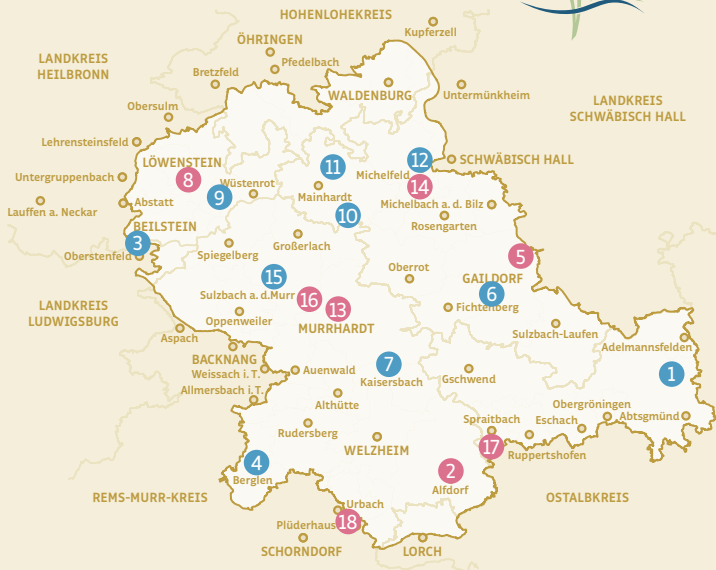 HOHENLOHEKREIS
Kupferzell
ÖHRINGEN
LANDKREIS
HEILBRONN
Pfedelbach
Bretzfeld
WALDENBURG
Untermünkheim
Obersulm
LANDKREIS
SCHWÄBISCH HALL
Lehrensteinsfeld
LÖWENSTEIN
12
SCHWÄBISCH HALL
11
Michelfeld
Untergruppenbach
8
Wüstenrot
14
9
Mainhardt
Abstatt
Michelbach a. d. Bilz
Lauffen a. Neckar
10
BEILSTEIN
Rosengarten
3
Großerlach
Oberstenfeld
Spiegelberg
5
Oberrot
15
GAILDORF
Sulzbach a. d.Murr
16
6
13
Fichtenberg
LANDKREIS
LUDWIGSBURG
Oppenweiler
MURRHARDT
Sulzbach-Laufen
Aspach
Adelmannsfelden
BACKNANG
7
Weissach i. T.
Auenwald
1
Kaisersbach
Gschwend
Allmersbach i.T.
Althütte
Obergröningen
Spraitbach
Eschach
Abtsgmünd
Rudersberg
WELZHEIM
17
Ruppertshofen
4
2
Berglen
Alfdorf
REMS-MURR-KREIS
OSTALBKREIS
Urbach
18
Plüderhaus
SCHORNDORF
LORCH